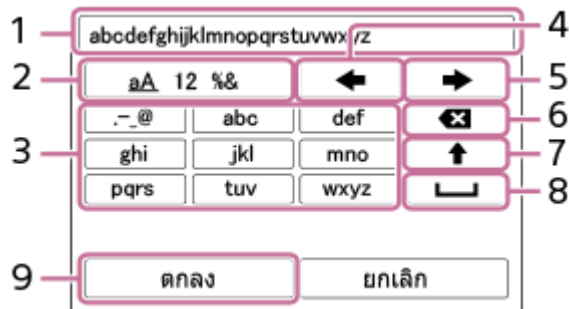 1 abcdefghijklmnopqrstuvwxyz 4
2 aA 12 %& 5
.-_@ abc def 6
3 ghi jkl mno 7
pqrs tuv wxyz 8
9 ตกลง ยกเลิก